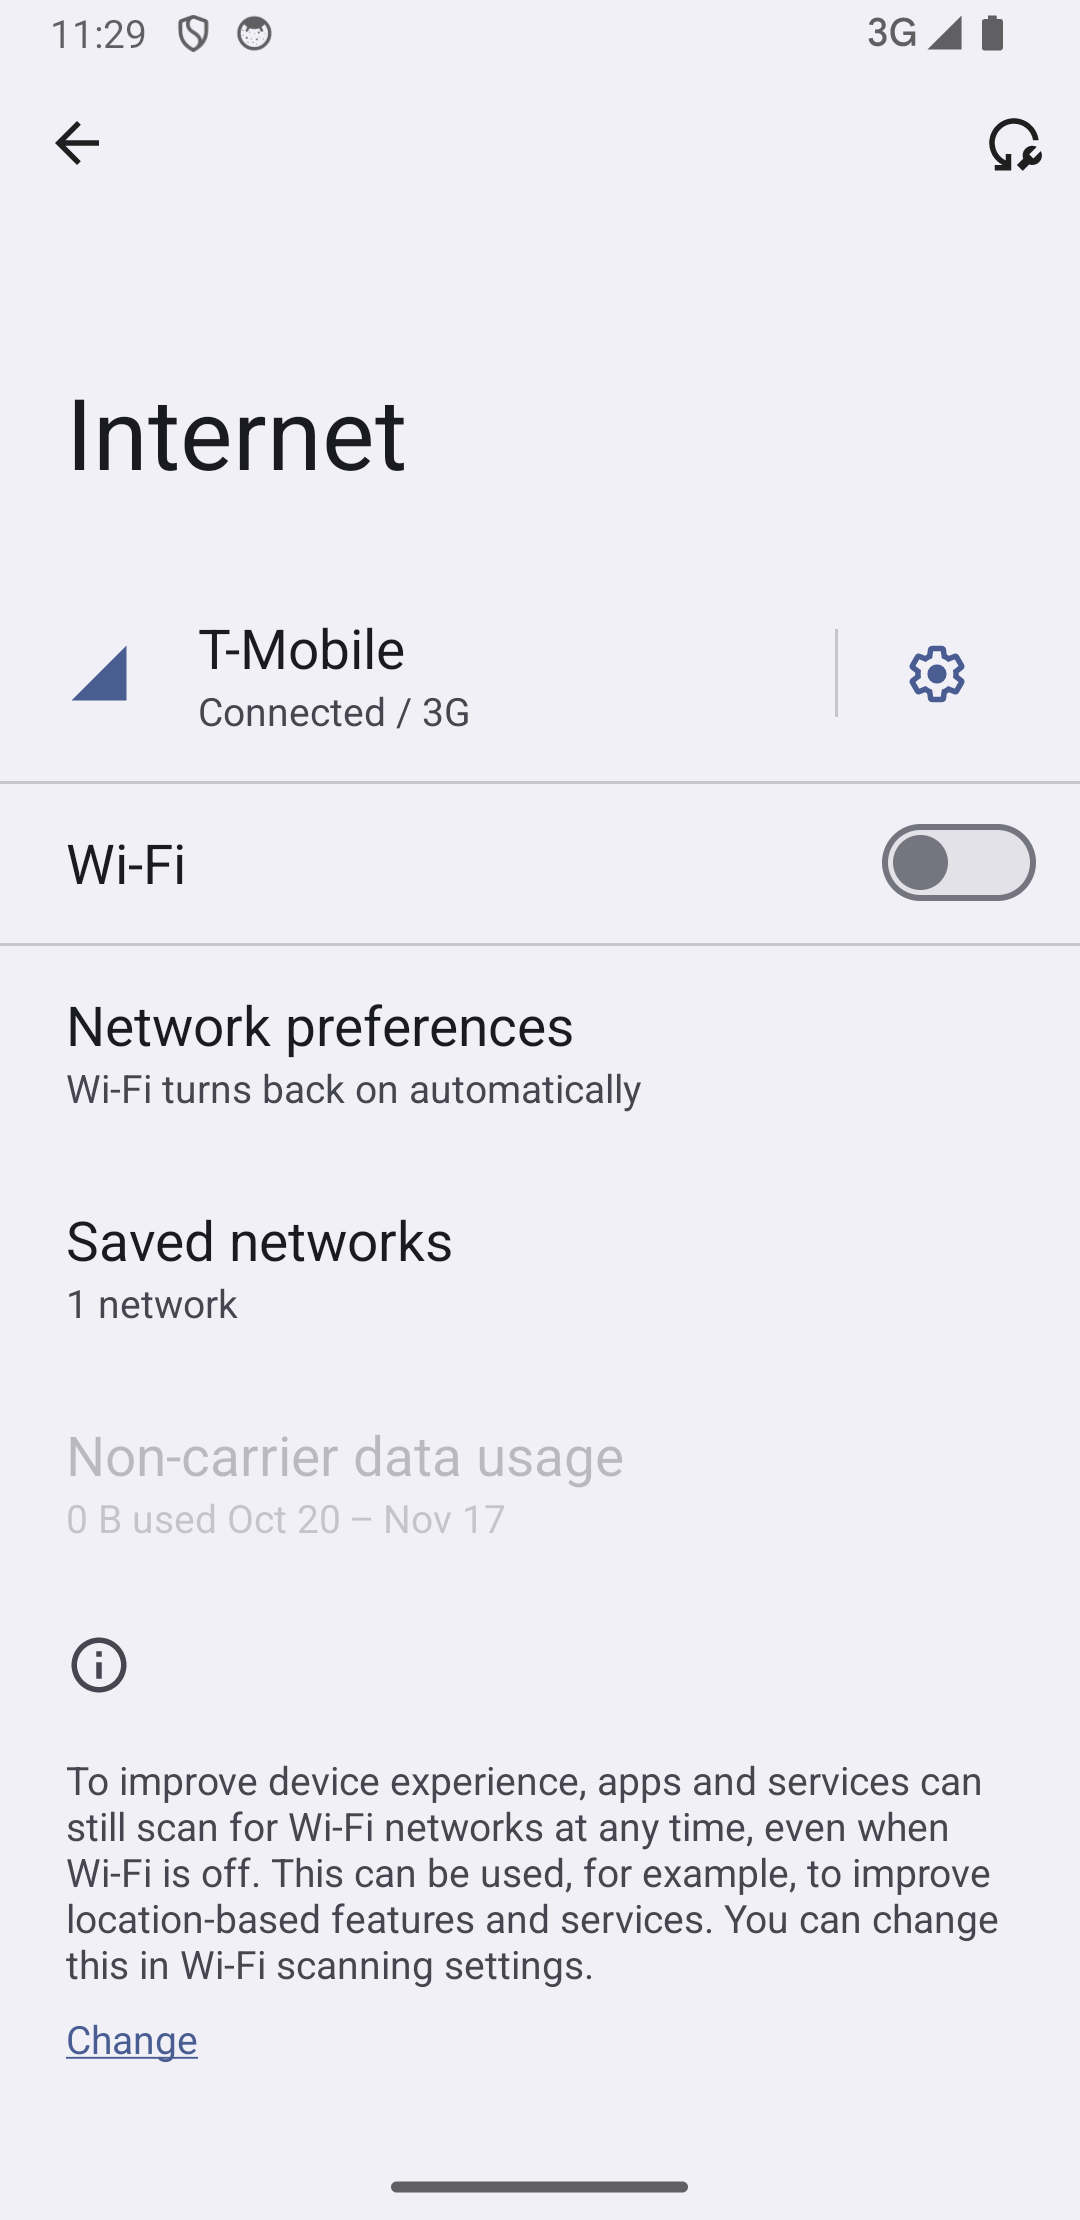 11:29
3G
Internet
T-Mobile
Connected / 3G
Wi-Fi
Network preferences
Wi-Fi turns back on automatically
Saved networks
1 network
Non-carrier data usage
0 B used Oct 20 – Nov 17
To improve device experience, apps and services can
still scan for Wi-Fi networks at any time, even when
Wi-Fi is off. This can be used, for example, to improve
location-based features and services. You can change
this in Wi-Fi scanning settings.
Change